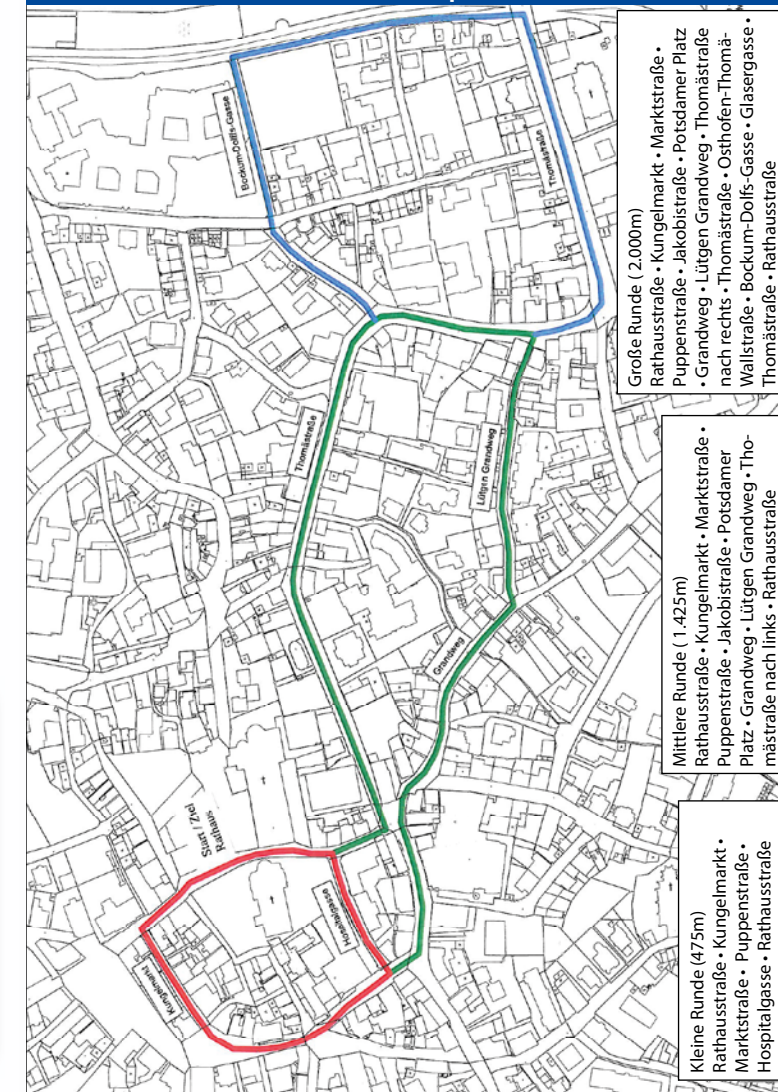 Bockum-Dolffs-Gasse
Thomästraße
Thomästraße
Lütgen Grandweg
Grandweg
Start / Ziel
Rathaus
Hospitalgasse
Kungelmarkt
Kleine Runde (475m)
Rathausstraße • Kungelmarkt •
Marktstraße • Puppenstraße •
Hospitalgasse • Rathausstraße
Mittlere Runde ( 1.425m)
Rathausstraße • Kungelmarkt • Marktstraße •
Puppenstraße • Jakobistraße • Potsdamer
Platz • Grandweg • Lütgen Grandweg • Tho-
mästraße nach links • Rathausstraße
Große Runde ( 2.000m)
Rathausstraße • Kungelmarkt • Marktstraße •
Puppenstraße • Jakobistraße • Potsdamer Platz
• Grandweg • Lütgen Grandweg • Thomästraße
nach rechts • Thomästraße • Osthofen-Thomä-
Wallstraße • Bockum-Dolfs-Gasse • Glasergasse •
Thomästraße • Rathausstraße